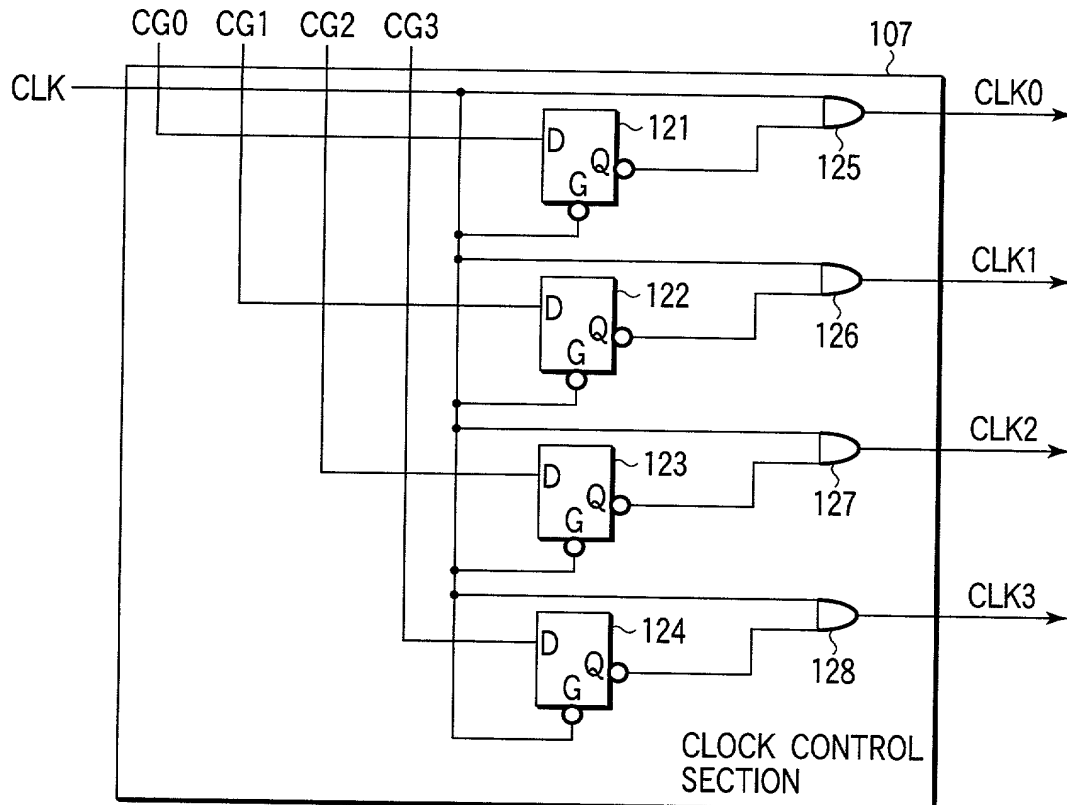 CG0 CG1 CG2 CG3
107
CLK
CLK0
D
121
Q
G
125
CLK1
D
122
Q
G
126
CLK2
D
123
Q
G
127
CLK3
D
124
Q
G
128
CLOCK CONTROL
SECTION